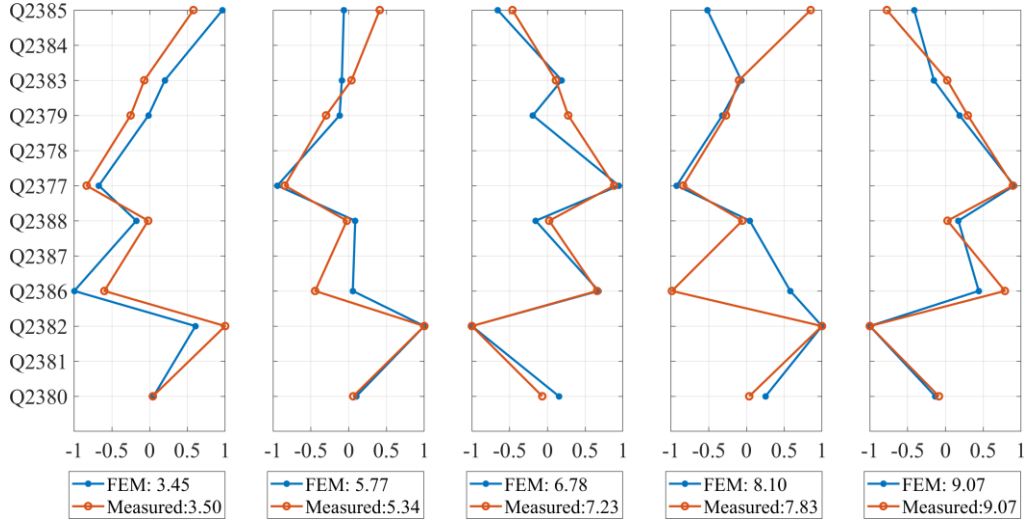 Q2385
Q2384
Q2383
Q2379
Q2378
Q2377
Q2388
Q2387
Q2386
Q2382
Q2381
Q2380
-1 -0.5 0 0.5 1
-1 -0.5 0 0.5 1
-1 -0.5 0 0.5 1
-1 -0.5 0 0.5 1
-1 -0.5 0 0.5 1
FEM: 3.45
Measured:3.50
FEM: 5.77
Measured:5.34
FEM: 6.78
Measured:7.23
FEM: 8.10
Measured:7.83
FEM: 9.07
Measured:9.07